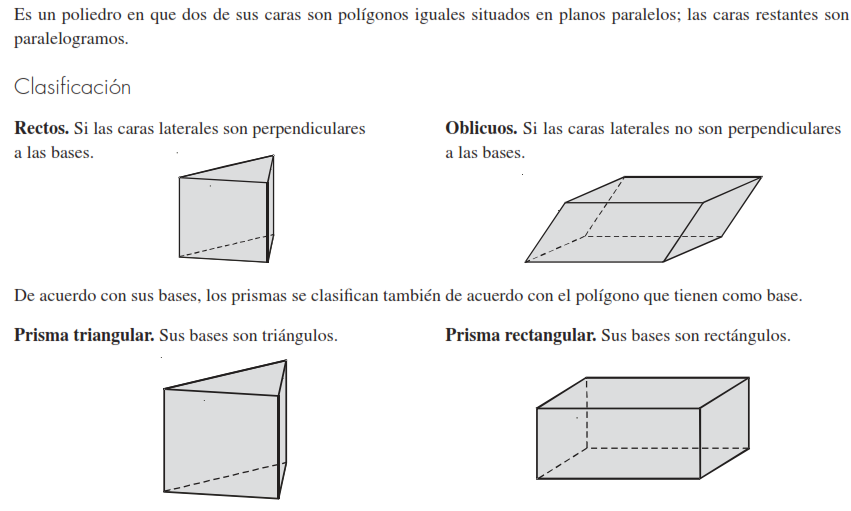 Es un poliedro en que dos de sus caras son polígonos iguales situados en planos paralelos; las caras restantes son
paralelogramos.
Clasificación
Rectos. Si las caras laterales son perpendiculares
a las bases.
Oblicuos. Si las caras laterales no son perpendiculares
a las bases.
De acuerdo con sus bases, los prismas se clasifican también de acuerdo con el polígono que tienen como base.
Prisma triangular. Sus bases son triángulos.
Prisma rectangular. Sus bases son rectángulos.